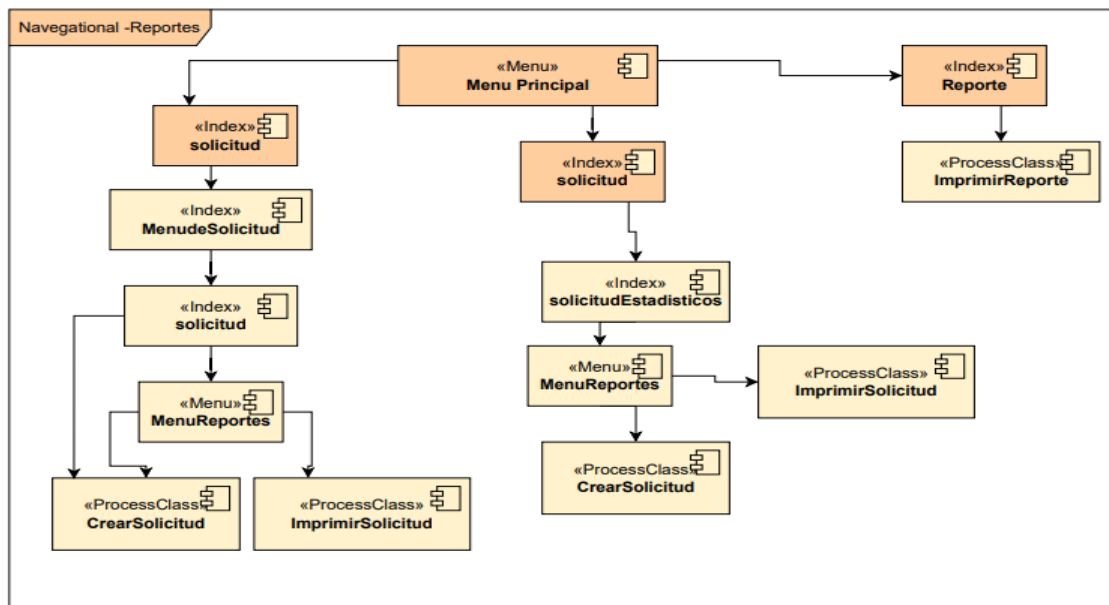 Navegational -Reportes
«Menu»
Menu Principal
«Index»
Reporte
«Index»
solicitud
«Index»
solicitud
«ProcessClass»
ImprimirReporte
«Index»
MenudeSolicitud
«Index»
solicitudEstadisticos
«Index»
solicitud
«Menu»
MenuReportes
«ProcessClass»
ImprimirSolicitud
«Menu»
MenuReportes
«ProcessClass»
CrearSolicitud
«ProcessClass»
CrearSolicitud
«ProcessClass»
ImprimirSolicitud